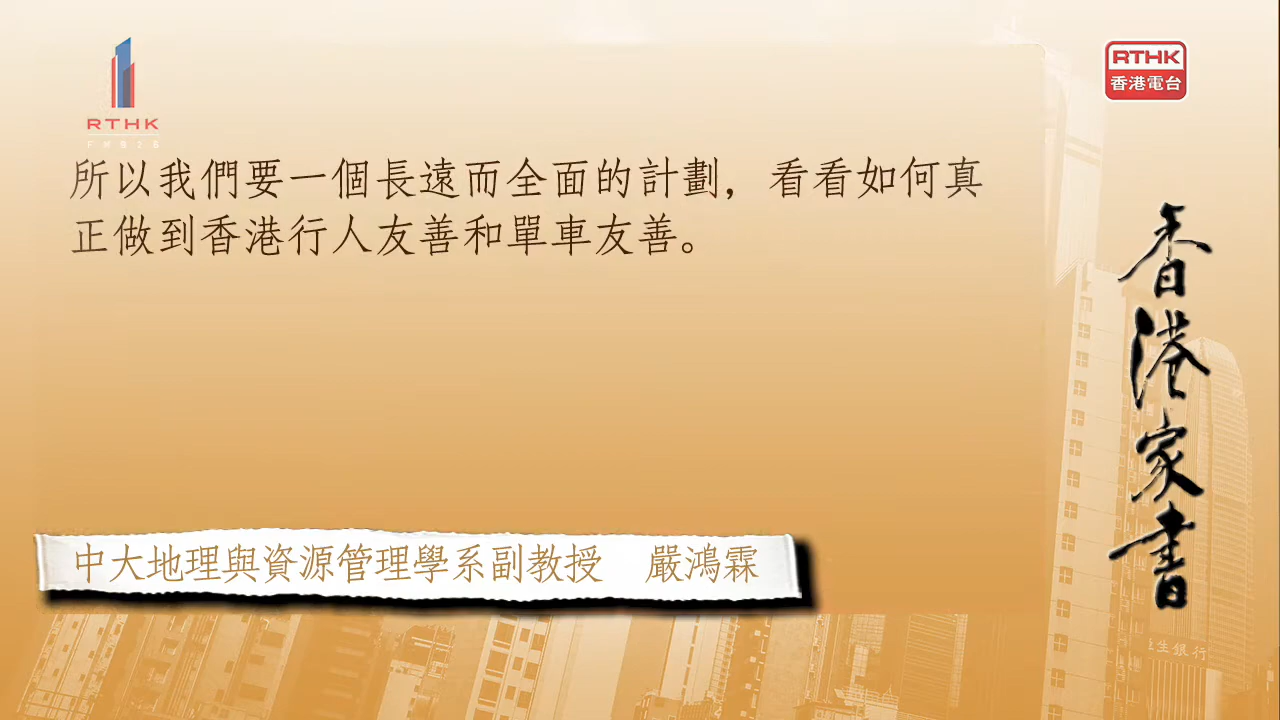 RTHK
RTHK
香港電台
所以我們要一個長遠而全面的計劃，看看如何真
正做到香港行人友善和單車友善。
香港家書
中大地理與資源管理學系副教授　嚴鴻霖
生銀行